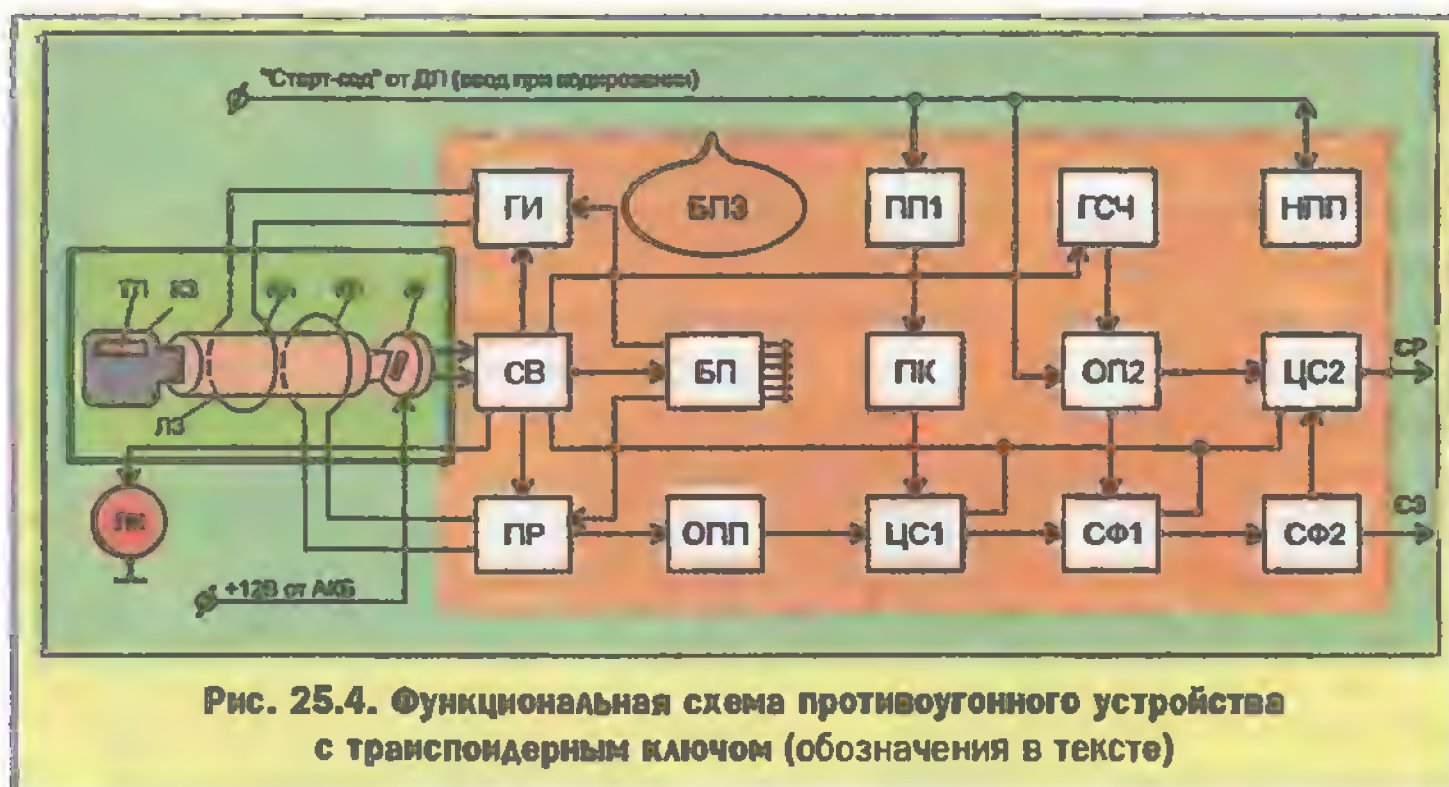 "Старт-код" от ДП (ввод при кодировании)
ГИ
БПЭ
ПП1
ГСЧ
НПП
ТП КЗ
СВ
БП
ПК
ОП2
ЦС2
ЛЗ
ПР
ОПП
ЦС1
СФ1
СФ2
+12В от АКБ
Рис. 25.4. Функциональная схема противоугонного устройства
с транспондерным ключом (обозначения в тексте)